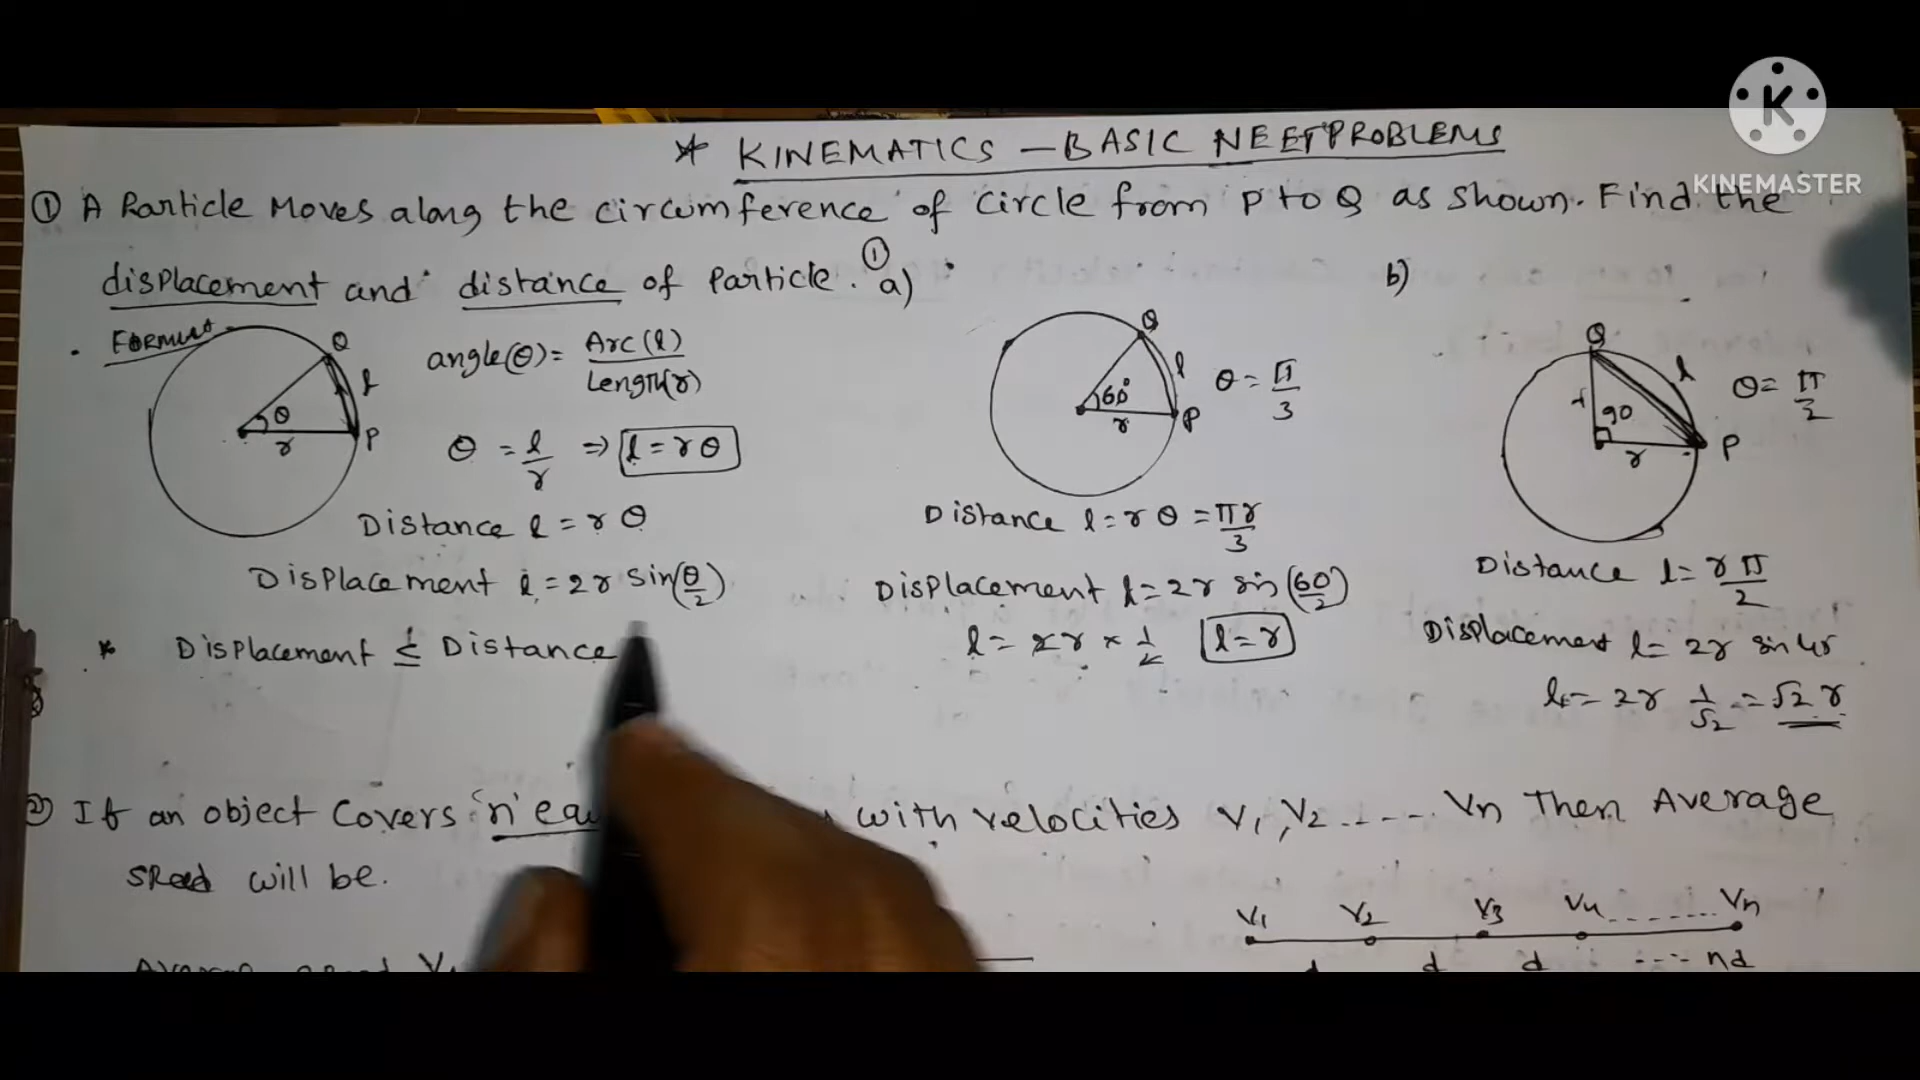 KINEMASTER
* KINEMATICS - BASIC NEET PROBLEMS
① A Particle Moves along the circumference of circle from P to Q as shown. Find the
displacement and distance of Particle. ① a)
b)
Formula
Q
l
θ
r
P
angle(θ) = Arc(l) / Length(r)
θ = l/r ⇒ l = rθ
Distance l = rθ
Displacement l = 2r sin(θ/2)
* Displacement ≤ Distance
Q
l
60°
r
P
θ = π/3
Distance l = rθ = πr/3
Displacement l = 2r sin(60/2)
l = 2r × 1/2 l = r
Q
l
r
90
r
P
θ = π/2
Distance l = r π/2
Displacement l = 2r sin 45
l = 2r 1/√2 = √2 r
② If an object Covers 'n' with velocities V1, V2 ..... Vn Then Average
speed will be.
V1 V2 V3 V4 ------- Vn
d d d ---- nd